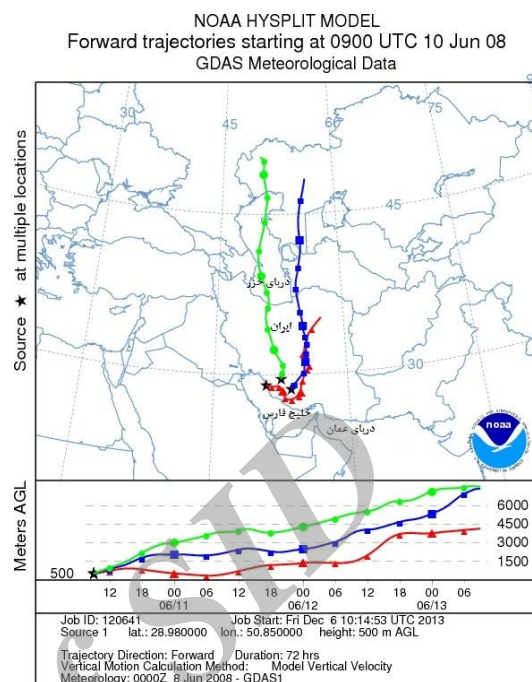 NOAA HYSPLIT MODEL
Forward trajectories starting at 0900 UTC 10 Jun 08
GDAS Meteorological Data
Source ★ at multiple locations
30
45
60
75
45
30
دریای خزر
ایران
خلیج فارس
دریای عمان
noaa
Meters AGL
500
6000
4500
3000
1500
12 18 00 06 12 18 00 06 12 18 00 06
06/11 06/12 06/13
Job ID: 120641 Job Start: Fri Dec 6 10:14:53 UTC 2013
Source 1 lat.: 28.980000 lon.: 50.850000 height: 500 m AGL
Trajectory Direction: Forward Duration: 72 hrs
Vertical Motion Calculation Method: Model Vertical Velocity
Meteorology: 0000Z 8 Jun 2008 - GDAS1
SID